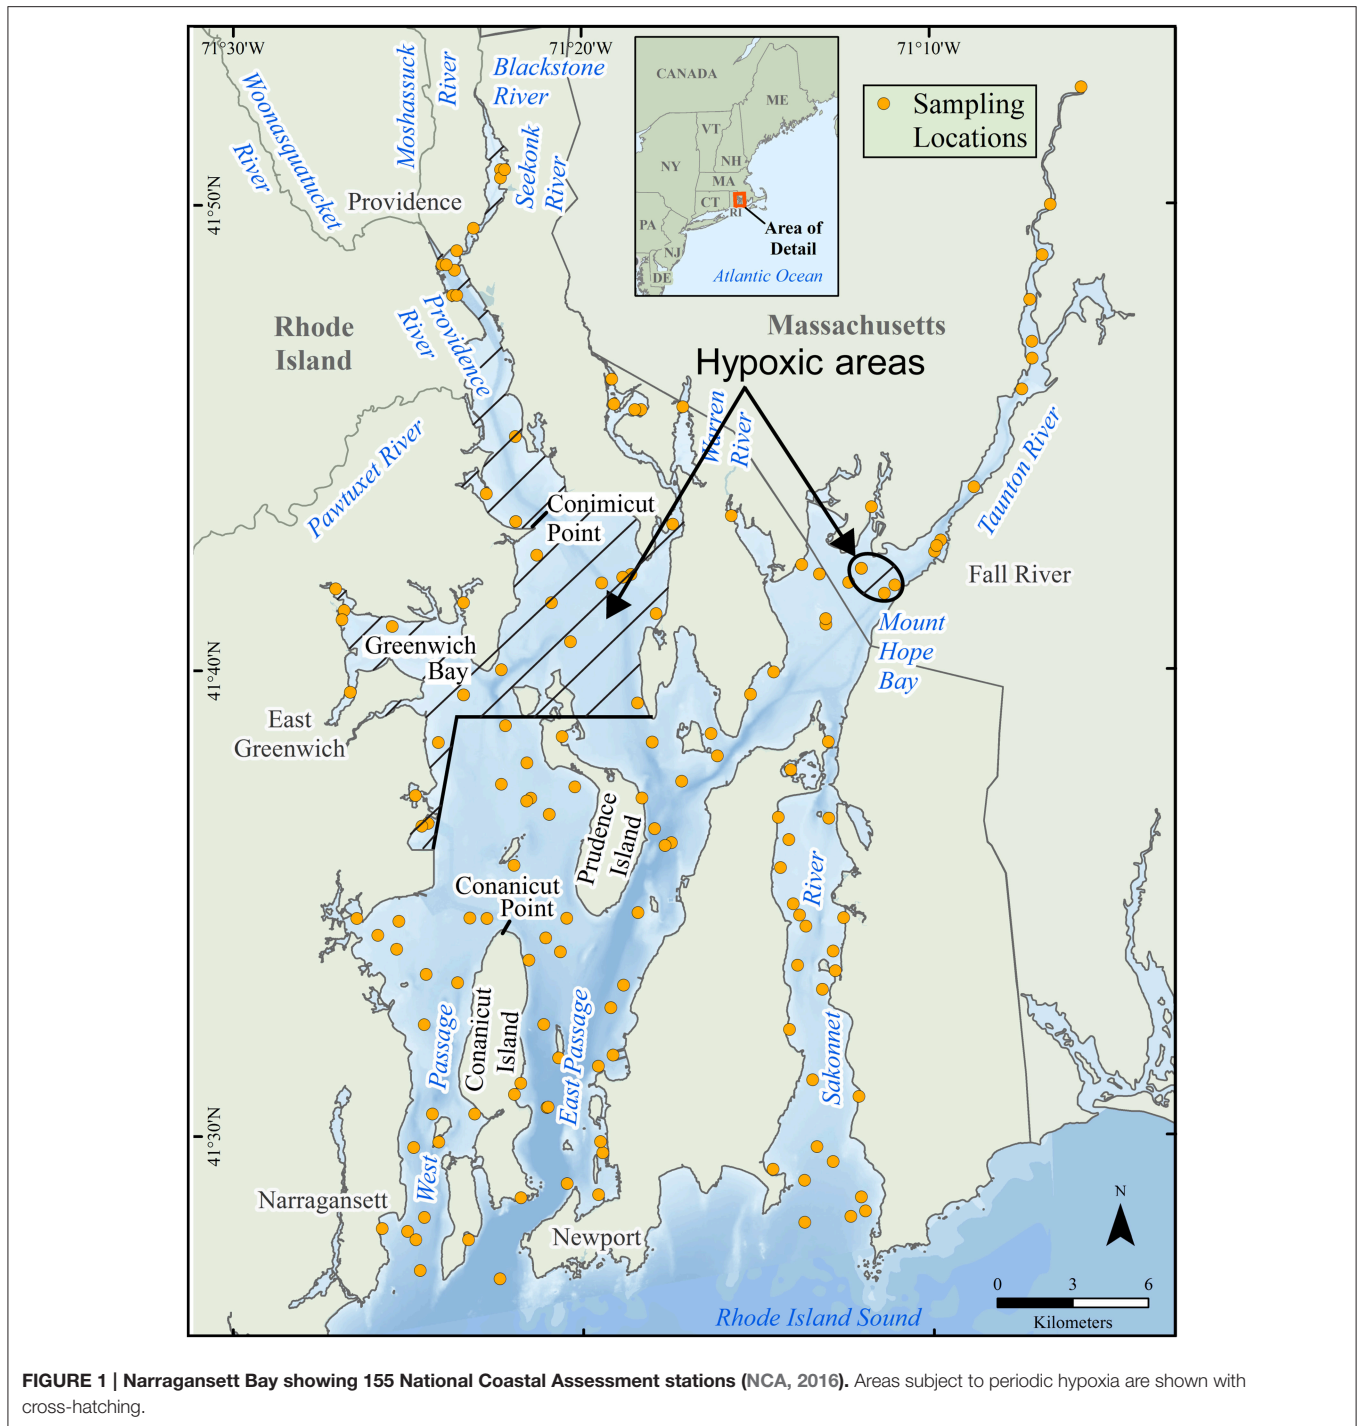 71°30'W
71°20'W
71°10'W
Woonasquatucket
River
Moshassuck
River
Blackstone
River
Seekonk
River
CANADA
ME
VT
NH
NY
MA
CT
RI
PA
NJ
DE
Area of
Detail
Atlantic Ocean
Sampling
Locations
41°50'N
Providence
Providence
River
Rhode
Island
Massachusetts
Hypoxic areas
Warren
River
Pawtuxet River
Taunton River
Conimicut
Point
Fall River
Mount
Hope
Bay
Greenwich
Bay
41°40'N
East
Greenwich
Prudence
Island
River
Sakonnet
Conanicut
Point
Conanicut
Island
West
Passage
East Passage
41°30'N
Narragansett
Newport
N
0 3 6
Kilometers
Rhode Island Sound
FIGURE 1 | Narragansett Bay showing 155 National Coastal Assessment stations (NCA, 2016). Areas subject to periodic hypoxia are shown with
cross-hatching.